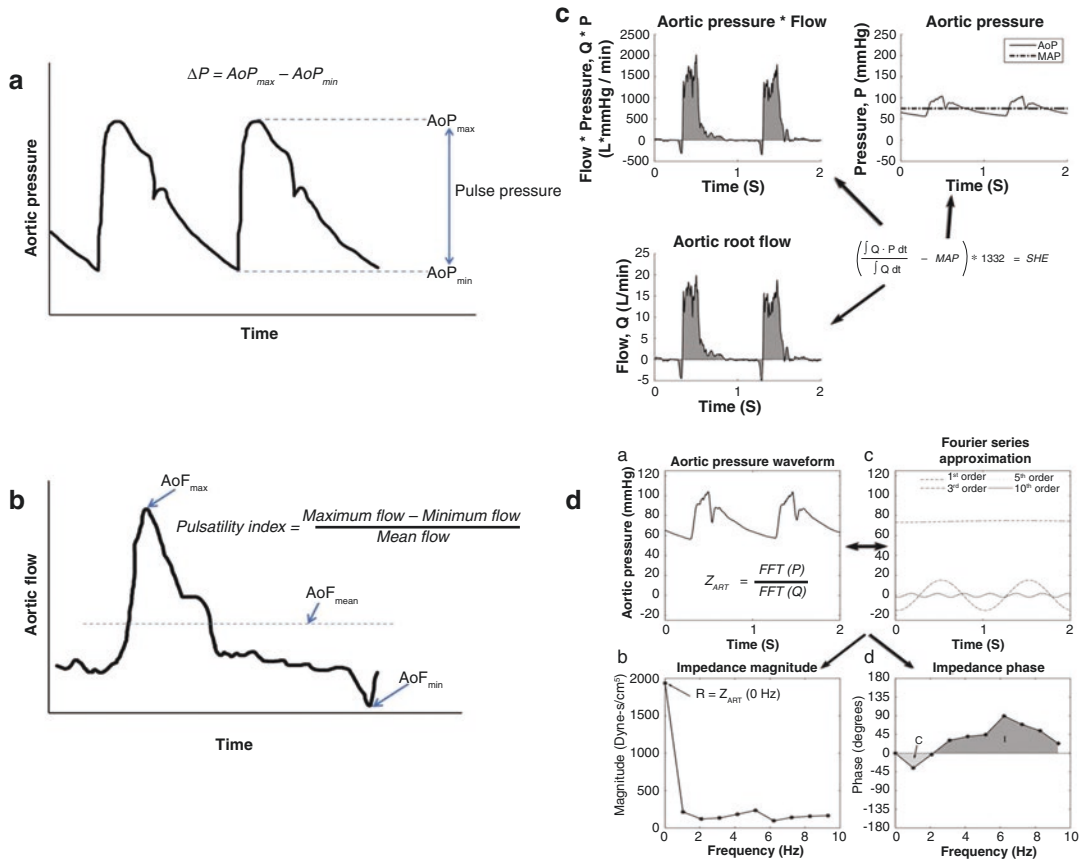 a
ΔP = AoPmax – AoPmin
AoPmax
Pulse pressure
AoPmin
Aortic pressure
Time
b
AoFmax
Pulsatility index = Maximum flow – Minimum flow
Mean flow
AoFmean
AoFmin
Aortic flow
Time
c
Aortic pressure * Flow
Flow * Pressure, Q * P
(L*mmHg / min)
2500
2000
1500
1000
500
0
-500
0 1 2
Time (S)
Aortic pressure
Pressure, P (mmHg)
250
200
150
100
50
0
AoP
MAP
0 1 2
Time (S)
Aortic root flow
Flow, Q (L/min)
25
20
15
10
5
0
-5
0 1 2
Time (S)
( ∫ Q · P dt / ∫ Q dt – MAP ) * 1332 = SHE
d
a
Aortic pressure waveform
Aortic pressure (mmHg)
120
100
80
60
40
20
0
-20
ZART = FFT (P)
FFT (Q)
0 1 2
Time (S)
c
Fourier series
approximation
1st order 5th order
3rd order 10th order
120
100
80
60
40
20
0
-20
0 1 2
Time (S)
b
Impedance magnitude
Magnitude (Dyne-s/cm5)
2000
1500
1000
500
0
R = ZART (0 Hz)
0 2 4 6 8 10
Frequency (Hz)
d
Impedance phase
Phase (degrees)
180
135
90
45
0
-45
-90
-135
-180
C
I
0 2 4 6 8 10
Frequency (Hz)